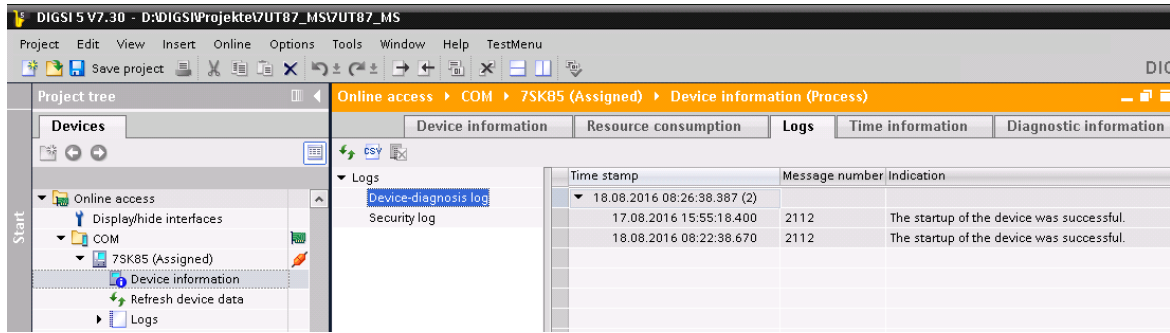 DIGSI 5 V7.30 - D:\DIGSI\Projekte\7UT87_MS\7UT87_MS
Project Edit View Insert Online Options Tools Window Help TestMenu
Save project
DIG
Project tree
Online access COM 7SK85 (Assigned) Device information (Process)
Devices
Device information Resource consumption Logs Time information Diagnostic information
CSV
Logs
Time stamp Message number Indication
Device-diagnosis log
18.08.2016 08:26:38.387 (2)
Security log
17.08.2016 15:55:18.400 2112 The startup of the device was successful.
18.08.2016 08:22:38.670 2112 The startup of the device was successful.
Start
Online access
Display/hide interfaces
COM
7SK85 (Assigned)
Device information
Refresh device data
Logs